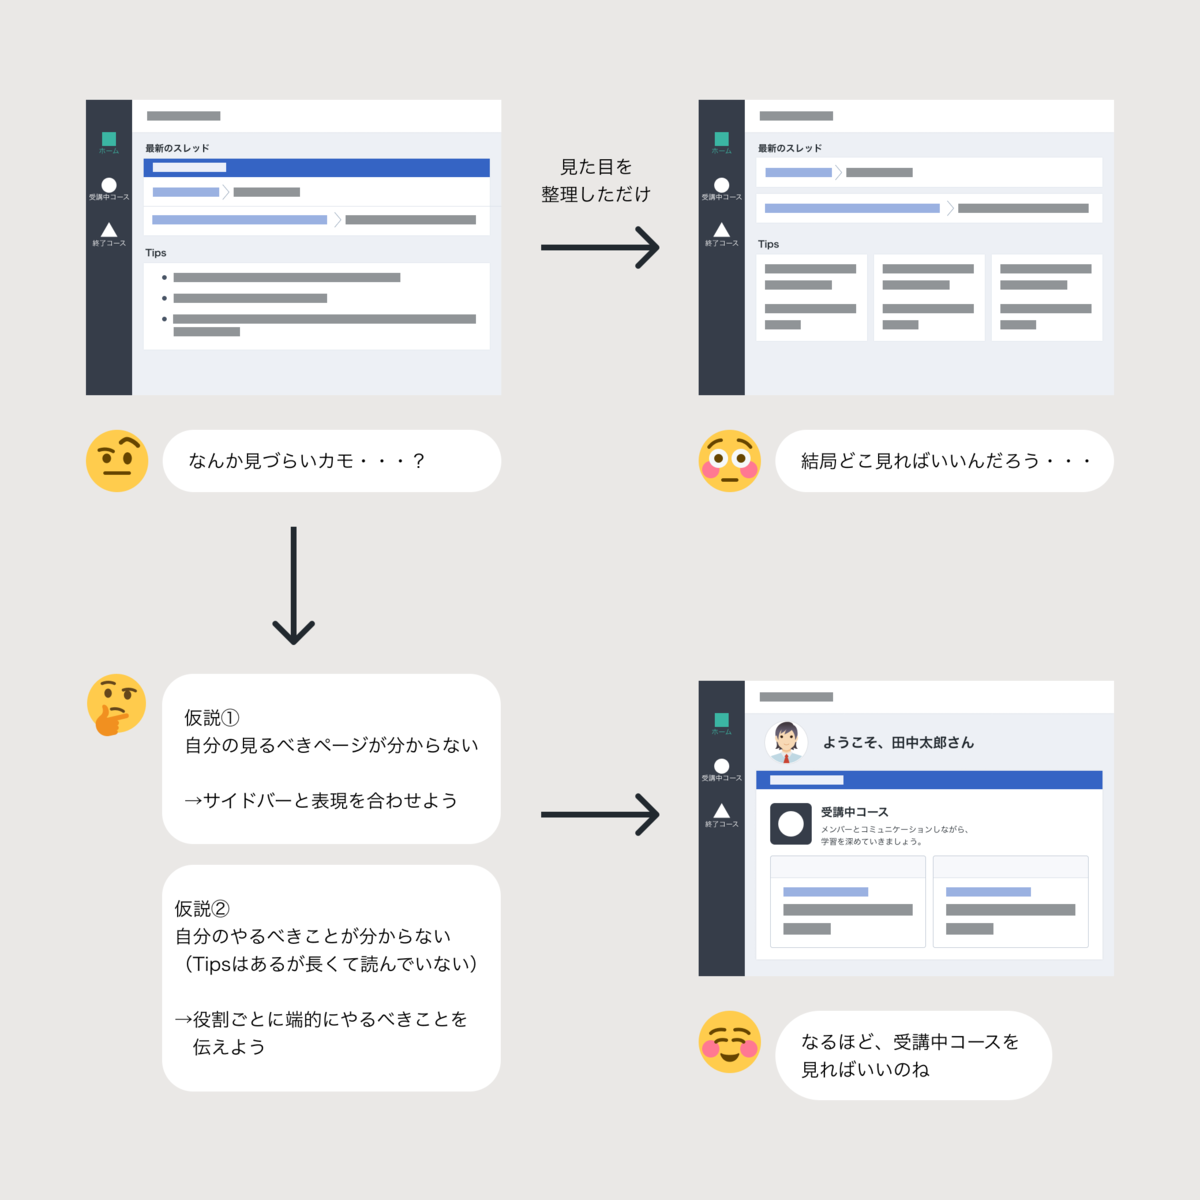 最新のスレッド
ホーム
受講中コース
終了コース
Tips
見た目を
整理しただけ
最新のスレッド
ホーム
受講中コース
終了コース
Tips
なんか見づらいカモ・・・？
結局どこ見ればいいんだろう・・・
仮説①
自分の見るべきページが分からない
→サイドバーと表現を合わせよう
仮説②
自分のやるべきことが分からない
（Tipsはあるが長くて読んでいない）
→役割ごとに端的にやるべきことを
伝えよう
ホーム
受講中コース
終了コース
ようこそ、田中太郎さん
受講中コース
メンバーとコミュニケーションしながら、
学習を深めていきましょう。
なるほど、受講中コースを
見ればいいのね